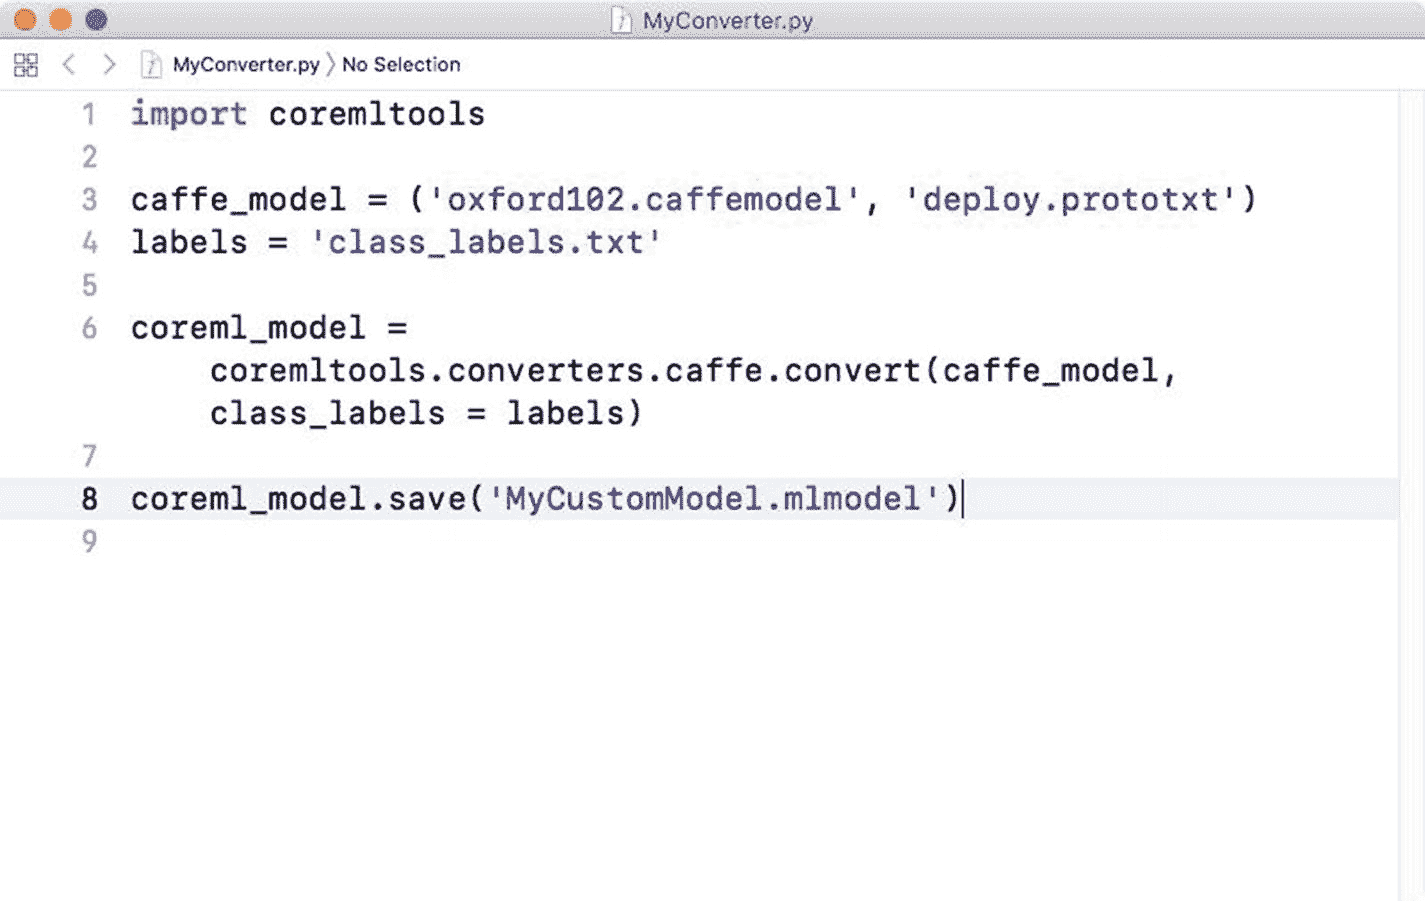 MyConverter.py
MyConverter.py No Selection
1 import coremltools
2
3 caffe_model = ('oxford102.caffemodel', 'deploy.prototxt')
4 labels = 'class_labels.txt'
5
6 coreml_model =
coremltools.converters.caffe.convert(caffe_model,
class_labels = labels)
7
8 coreml_model.save('MyCustomModel.mlmodel')
9